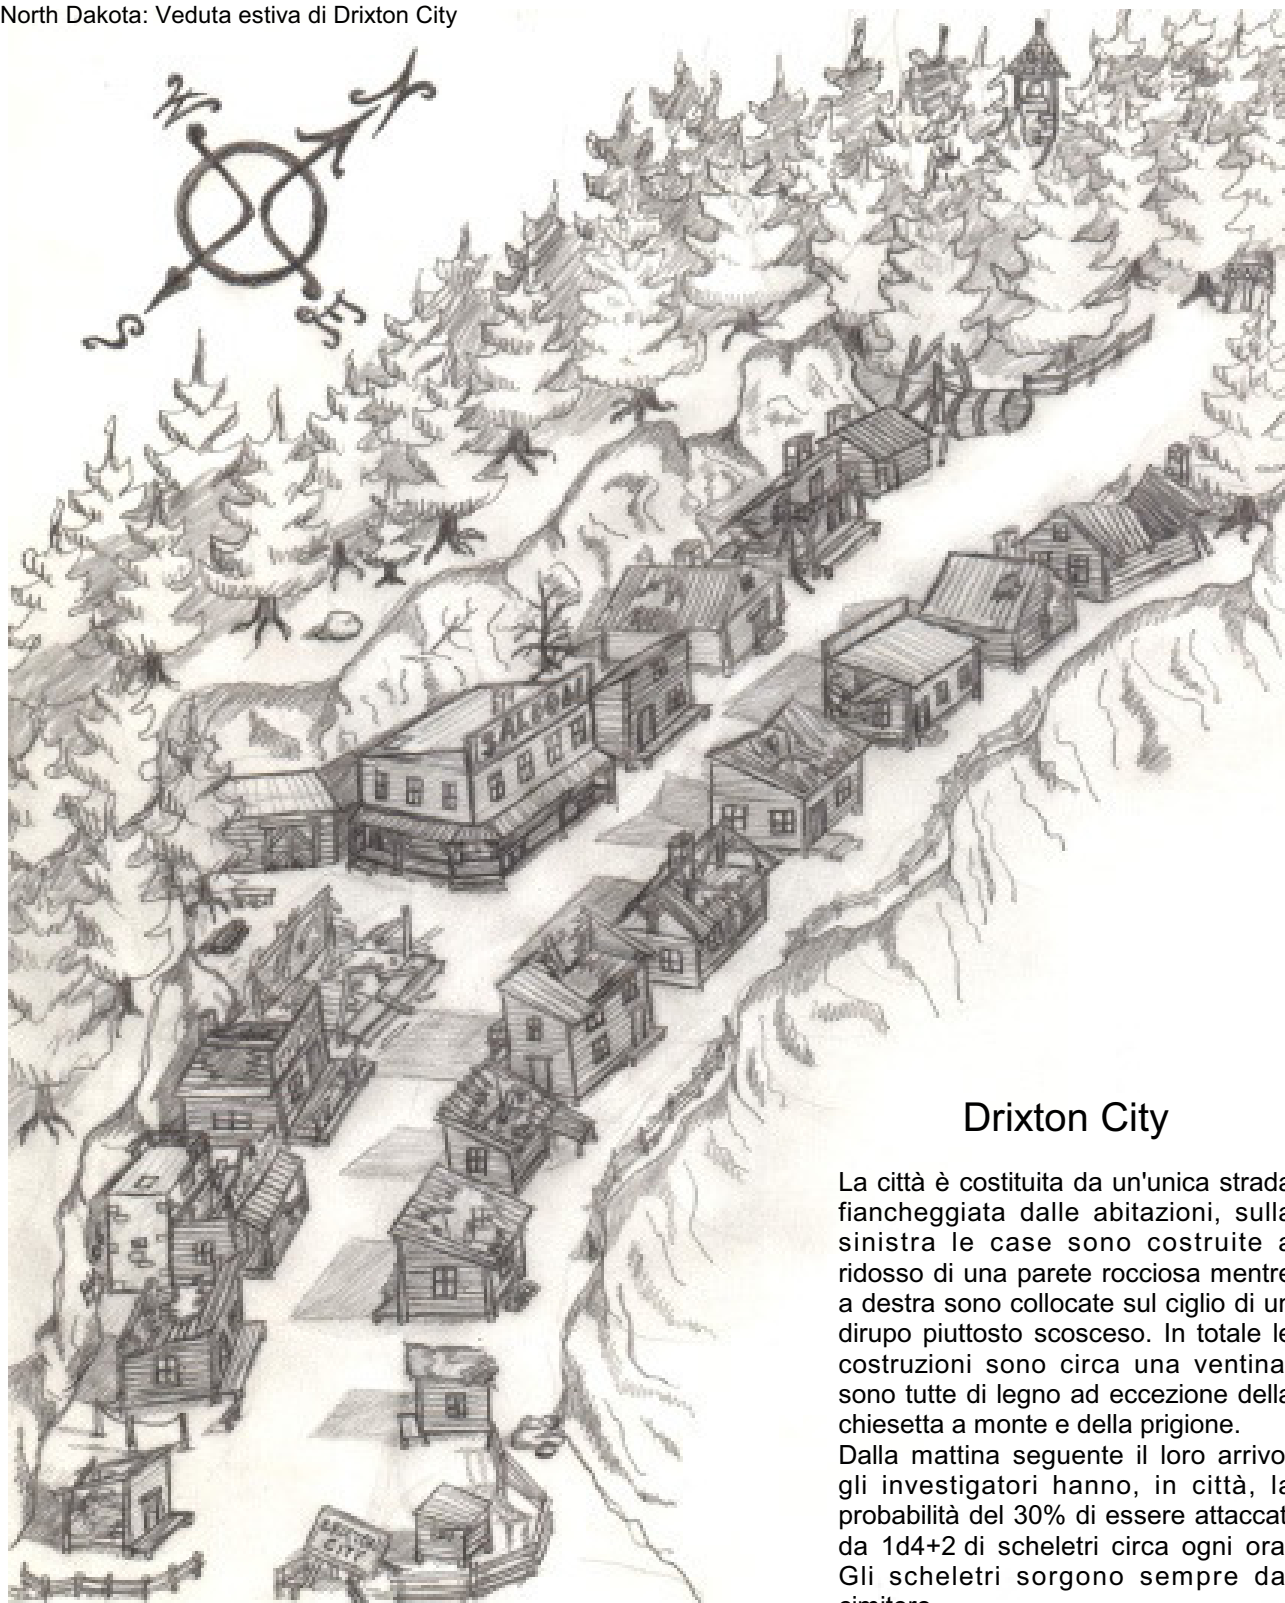 North Dakota: Veduta estiva di Drixton City
N
S
SALOON
CITY
Drixton City
La città è costituita da un'unica strada
fiancheggiata dalle abitazioni, sulla
sinistra le case sono costruite a
ridosso di una parete rocciosa mentre
a destra sono collocate sul ciglio di un
dirupo piuttosto scosceso. In totale le
costruzioni sono circa una ventina
sono tutte di legno ad eccezione della
chiesetta a monte e della prigione.
Dalla mattina seguente il loro arrivo
gli investigatori hanno, in città, la
probabilità del 30% di essere attaccat
da 1d4+2 di scheletri circa ogni ora
Gli scheletri sorgono sempre da